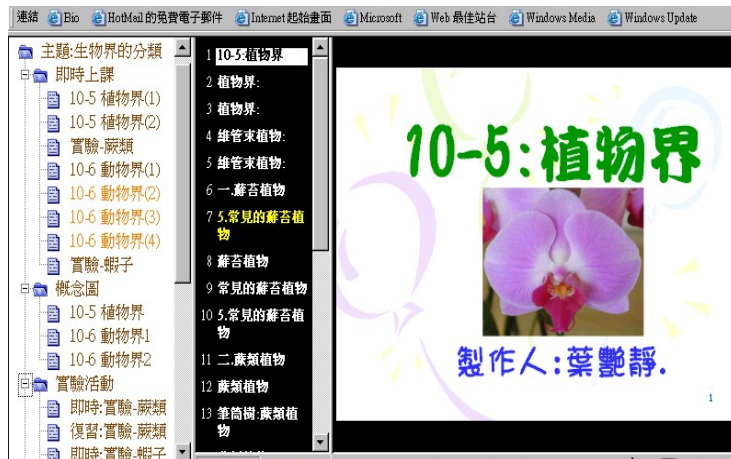 連結 Bio HotMail 的免費電子郵件 Internet 起始畫面 Microsoft Web 最佳站台 Windows Media Windows Update
主題:生物界的分類
即時上課
10-5 植物界(1)
10-5 植物界(2)
實驗-蕨類
10-6 動物界(1)
10-6 動物界(2)
10-6 動物界(3)
10-6 動物界(4)
實驗-蝦子
概念圖
10-5 植物界
10-6 動物界1
10-6 動物界2
實驗活動
即時:實驗-蕨類
復習:實驗-蕨類
即時:實驗-蝦子
1 10-5:植物界
2 植物界:
3 植物界:
4 維管束植物:
5 維管束植物:
6 一.蘚苔植物
7 5.常見的蘚苔植
物
8 蘚苔植物
9 常見的蘚苔植物
10 5.常見的蘚苔植
物
11 二.蕨類植物
12 蕨類植物
13 筆筒樹:蕨類植
物
10-5:植物界
製作人:葉艷靜.
1